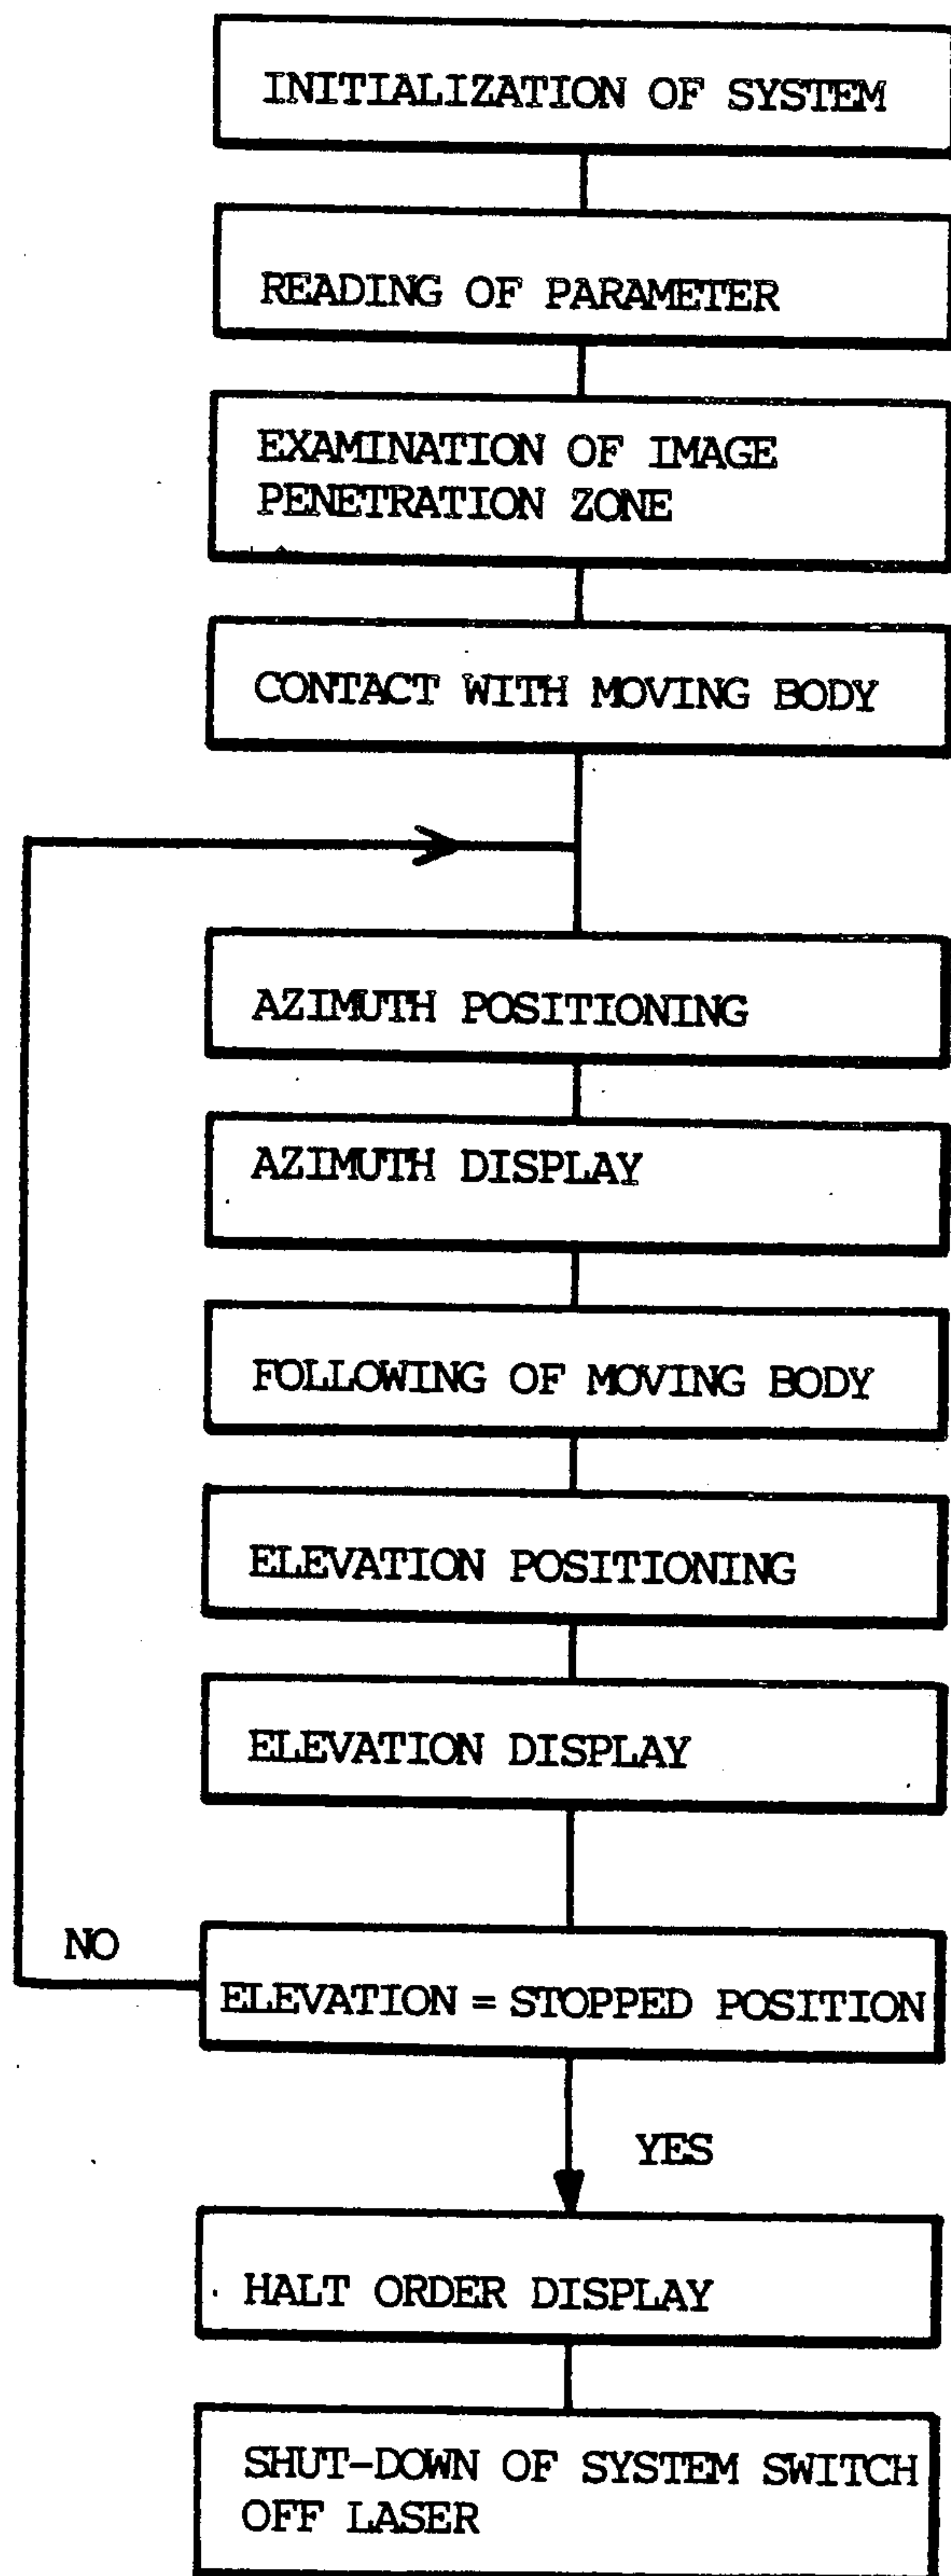 INITIALIZATION OF SYSTEM
READING OF PARAMETER
EXAMINATION OF IMAGE
PENETRATION ZONE
CONTACT WITH MOVING BODY
AZIMUTH POSITIONING
AZIMUTH DISPLAY
FOLLOWING OF MOVING BODY
ELEVATION POSITIONING
ELEVATION DISPLAY
NO
ELEVATION = STOPPED POSITION
YES
HALT ORDER DISPLAY
SHUT-DOWN OF SYSTEM SWITCH
OFF LASER